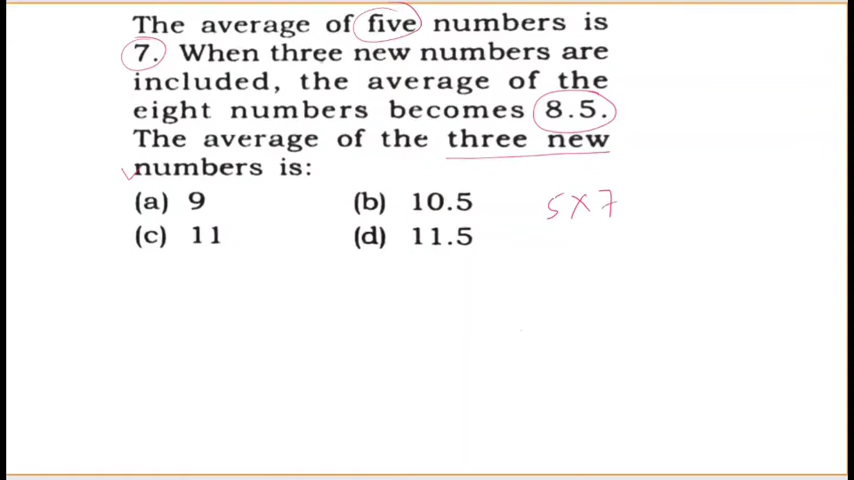 The average of five numbers is
7. When three new numbers are
included, the average of the
eight numbers becomes 8.5.
The average of the three new
numbers is:
(a) 9 (b) 10.5
(c) 11 (d) 11.5
5 × 7